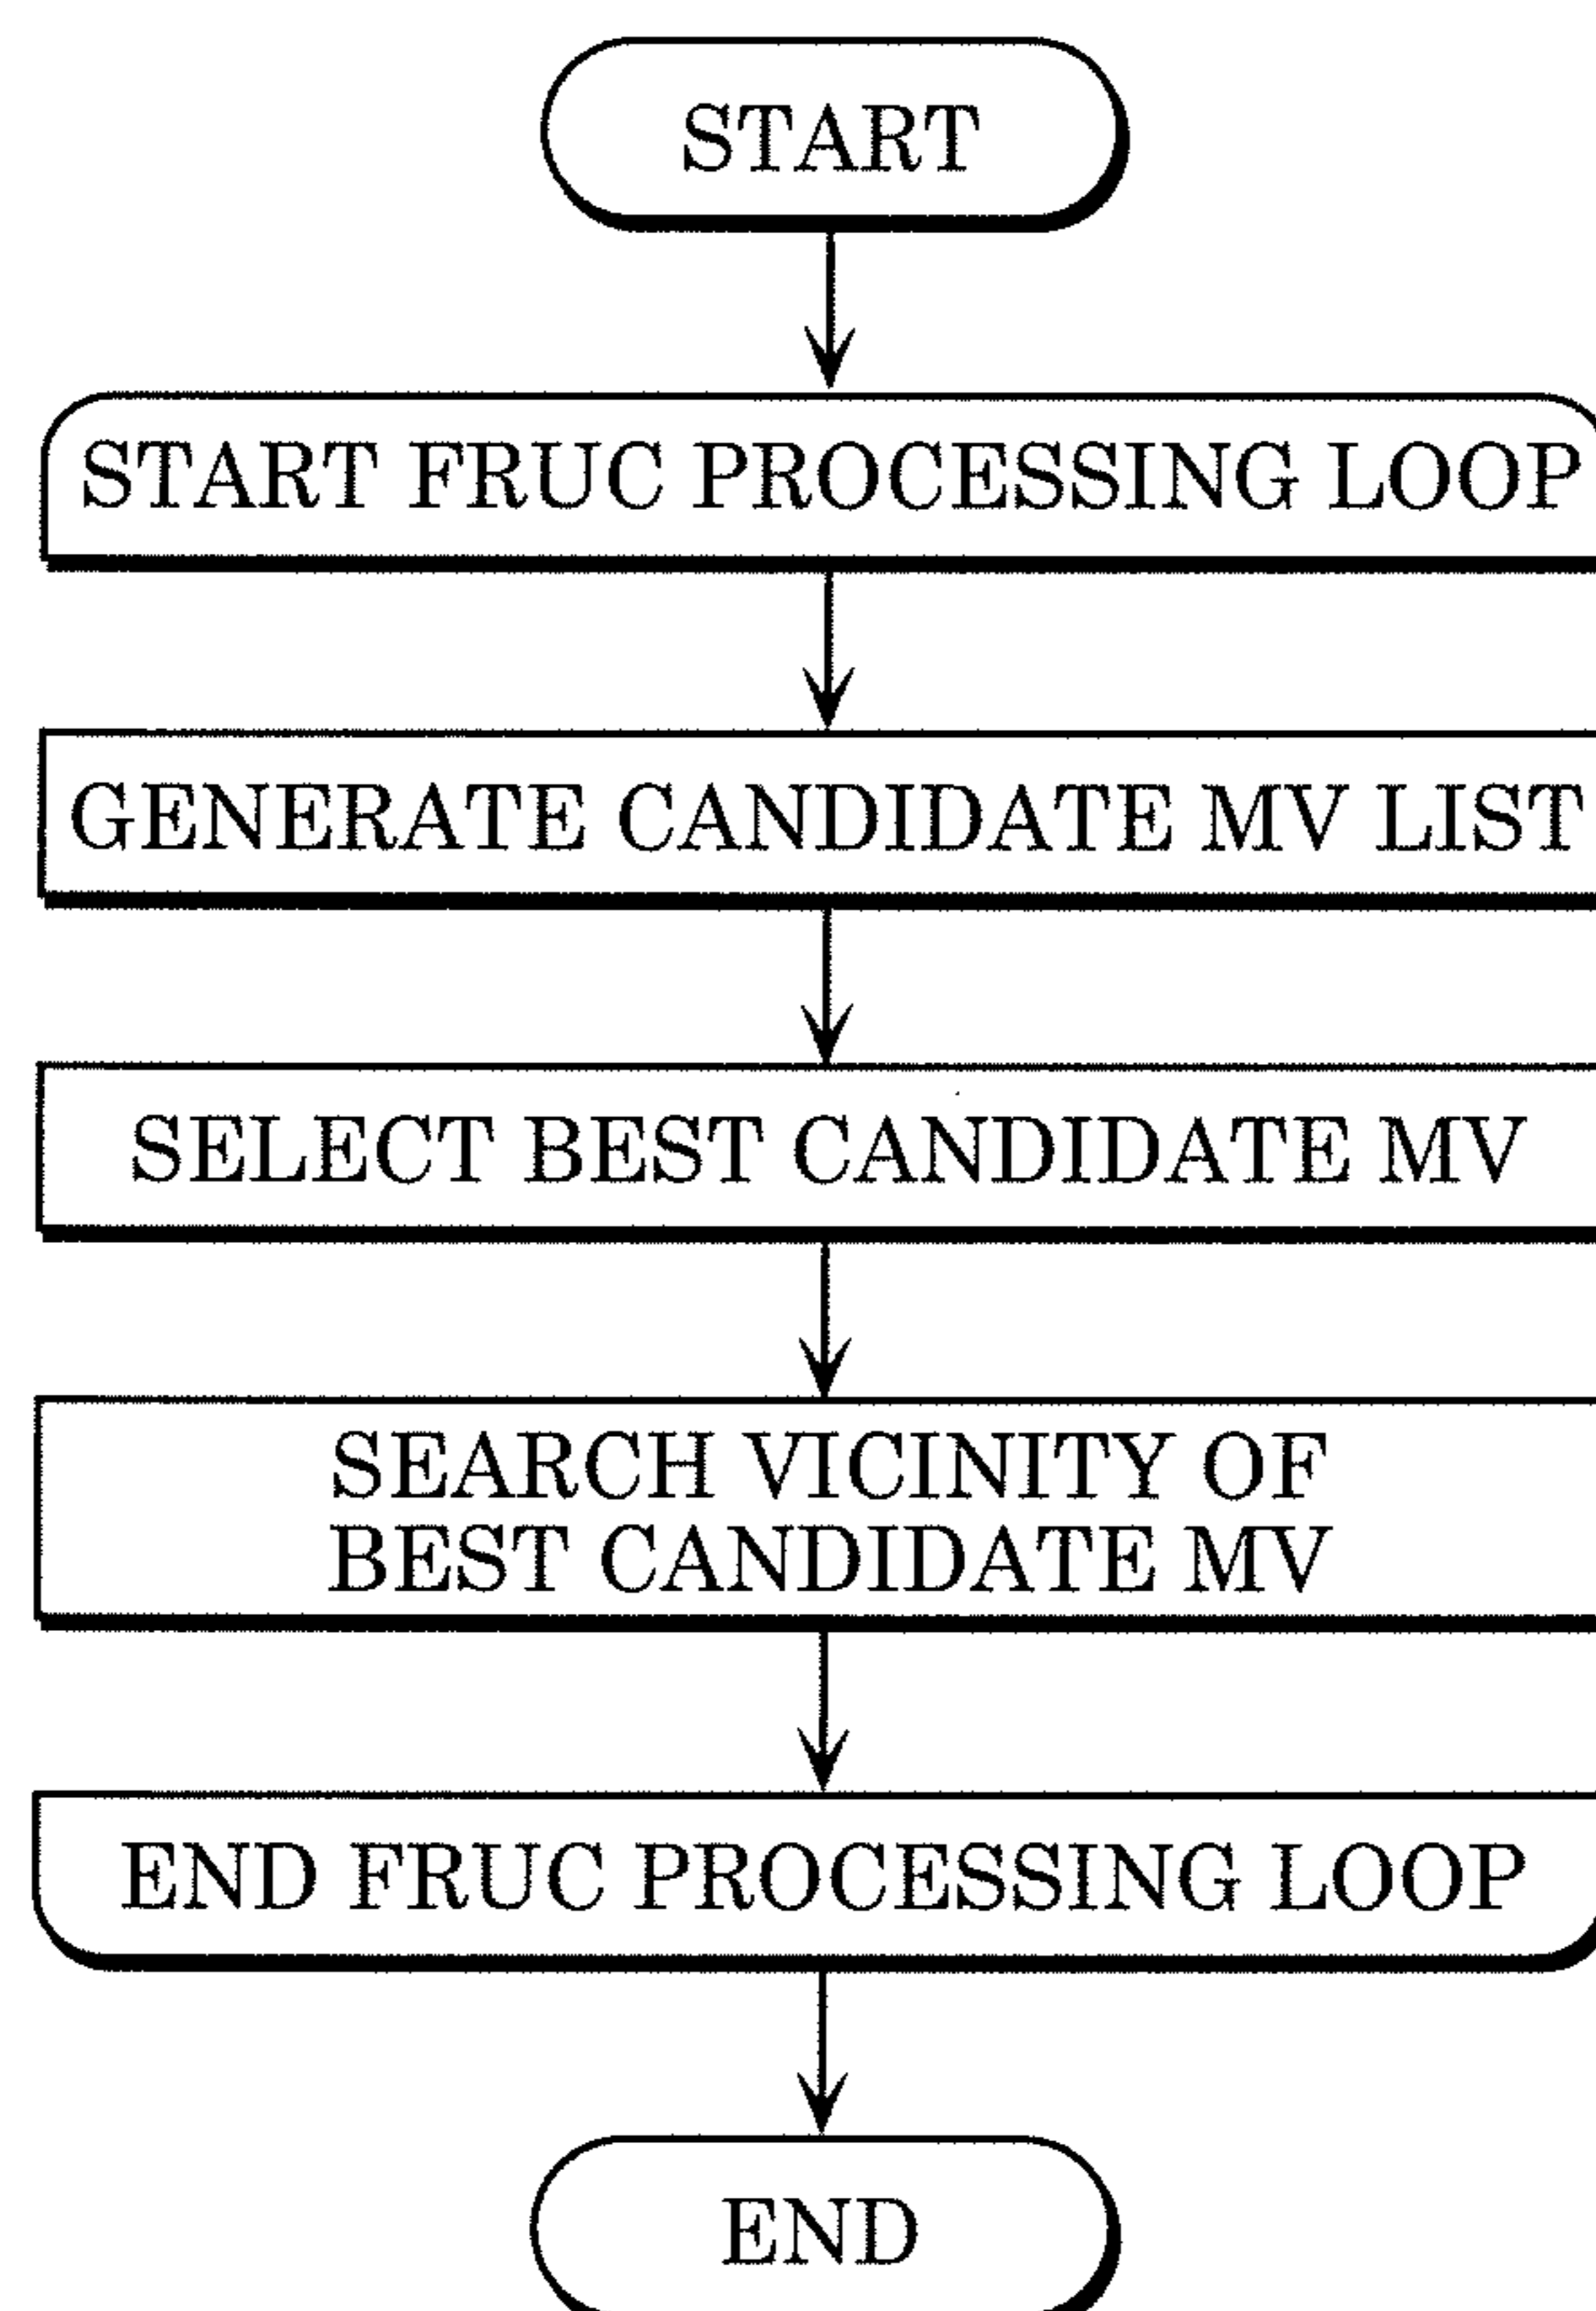 START
START FRUC PROCESSING LOOP
GENERATE CANDIDATE MV LIST
SELECT BEST CANDIDATE MV
SEARCH VICINITY OF
BEST CANDIDATE MV
END FRUC PROCESSING LOOP
END